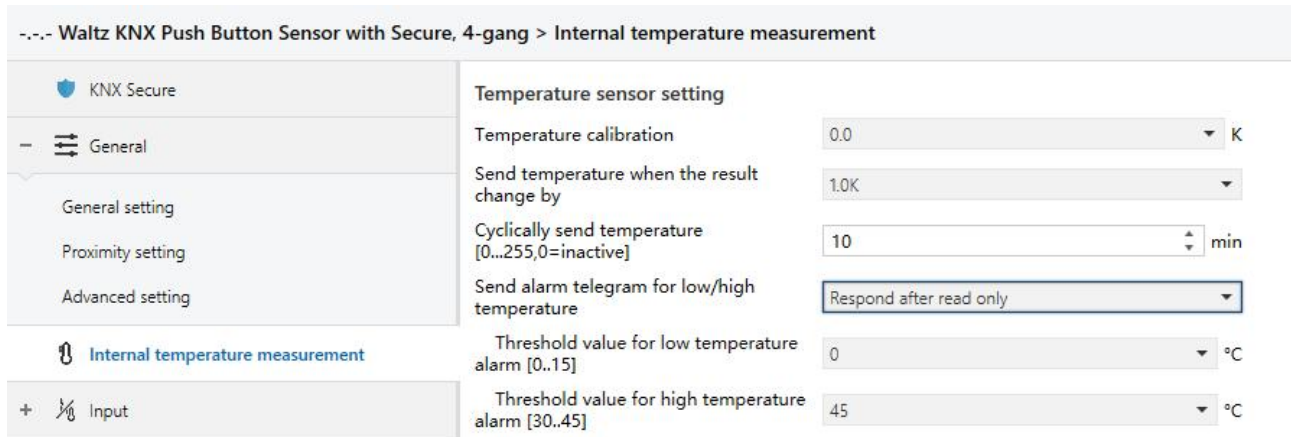 -.-.- Waltz KNX Push Button Sensor with Secure, 4-gang > Internal temperature measurement
KNX Secure
General
General setting
Proximity setting
Advanced setting
Internal temperature measurement
Input
Temperature sensor setting
Temperature calibration
0.0
K
Send temperature when the result
change by
1.0K
Cyclically send temperature
[0...255,0=inactive]
10
min
Send alarm telegram for low/high
temperature
Respond after read only
Threshold value for low temperature
alarm [0..15]
0
°C
Threshold value for high temperature
alarm [30..45]
45
°C